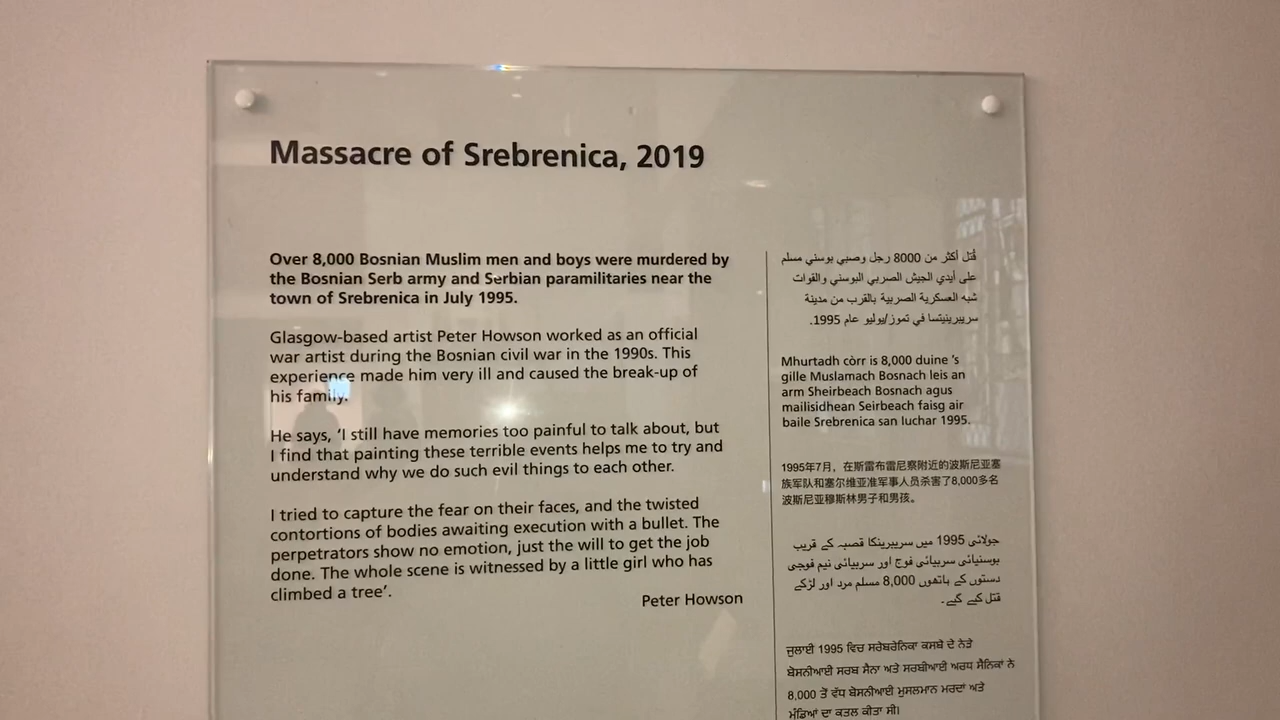 Massacre of Srebrenica, 2019
Over 8,000 Bosnian Muslim men and boys were murdered by
the Bosnian Serb army and Serbian paramilitaries near the
town of Srebrenica in July 1995.
Glasgow-based artist Peter Howson worked as an official
war artist during the Bosnian civil war in the 1990s. This
experience made him very ill and caused the break-up of
his family.
He says, ‘I still have memories too painful to talk about, but
I find that painting these terrible events helps me to try and
understand why we do such evil things to each other.
I tried to capture the fear on their faces, and the twisted
contortions of bodies awaiting execution with a bullet. The
perpetrators show no emotion, just the will to get the job
done. The whole scene is witnessed by a little girl who has
climbed a tree’.
Peter Howson
قُتل أكثر من 8000 رجل وصبي بوسني مسلم
على أيدي الجيش الصربي البوسني والقوات
شبه العسكرية الصربية بالقرب من مدينة
سريبرينيتسا في تموز/يوليو عام 1995.
Mhurtadh còrr is 8,000 duine ’s
gille Muslamach Bosnach leis an
arm Sheirbeach Bosnach agus
mailisidhean Seirbeach faisg air
baile Srebrenica san Iuchar 1995.
1995年7月，在斯雷布雷尼察附近的波斯尼亚塞
族军队和塞尔维亚准军事人员杀害了8,000多名
波斯尼亚穆斯林男子和男孩。
جولائی 1995 میں سریبرینکا قصبہ کے قریب
بوسنیائی سربیائی فوج اور سربیائی نیم فوجی
دستوں کے ہاتھوں 8,000 مسلم مرد اور لڑکے
قتل کیے گیے۔
ਜੁਲਾਈ 1995 ਵਿਚ ਸਰੇਬਰੇਨਿਕਾ ਕਸਬੇ ਦੇ ਨੇੜੇ
ਬੋਸਨੀਆਈ ਸਰਬ ਸੈਨਾ ਅਤੇ ਸਰਬੀਆਈ ਅਰਧ ਸੈਨਿਕਾਂ ਨੇ
8,000 ਤੋਂ ਵੱਧ ਬੋਸਨੀਆਈ ਮੁਸਲਮਾਨ ਮਰਦਾਂ ਅਤੇ
ਮੁੰਡਿਆਂ ਦਾ ਕਤਲ ਕੀਤਾ ਸੀ।